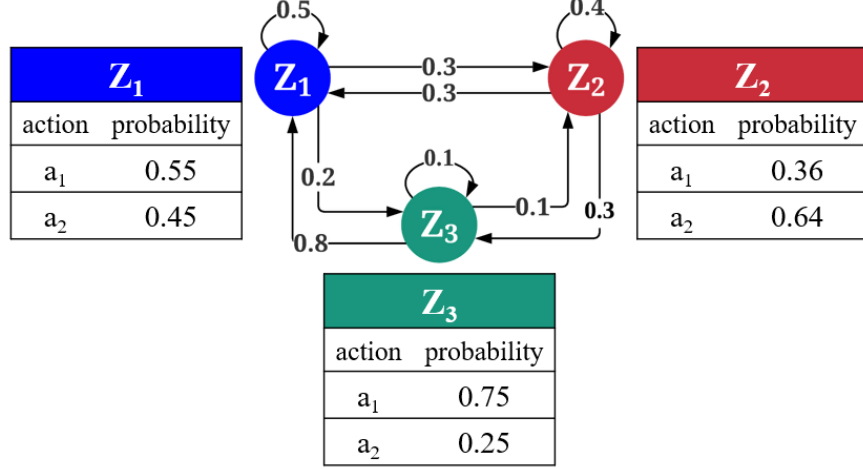 0.5
0.4
Z₁
action probability
a₁ 0.55
a₂ 0.45
Z₁
0.3
0.3
Z₂
Z₂
action probability
a₁ 0.36
a₂ 0.64
0.2
0.1
0.1
0.3
Z₃
0.8
Z₃
action probability
a₁ 0.75
a₂ 0.25